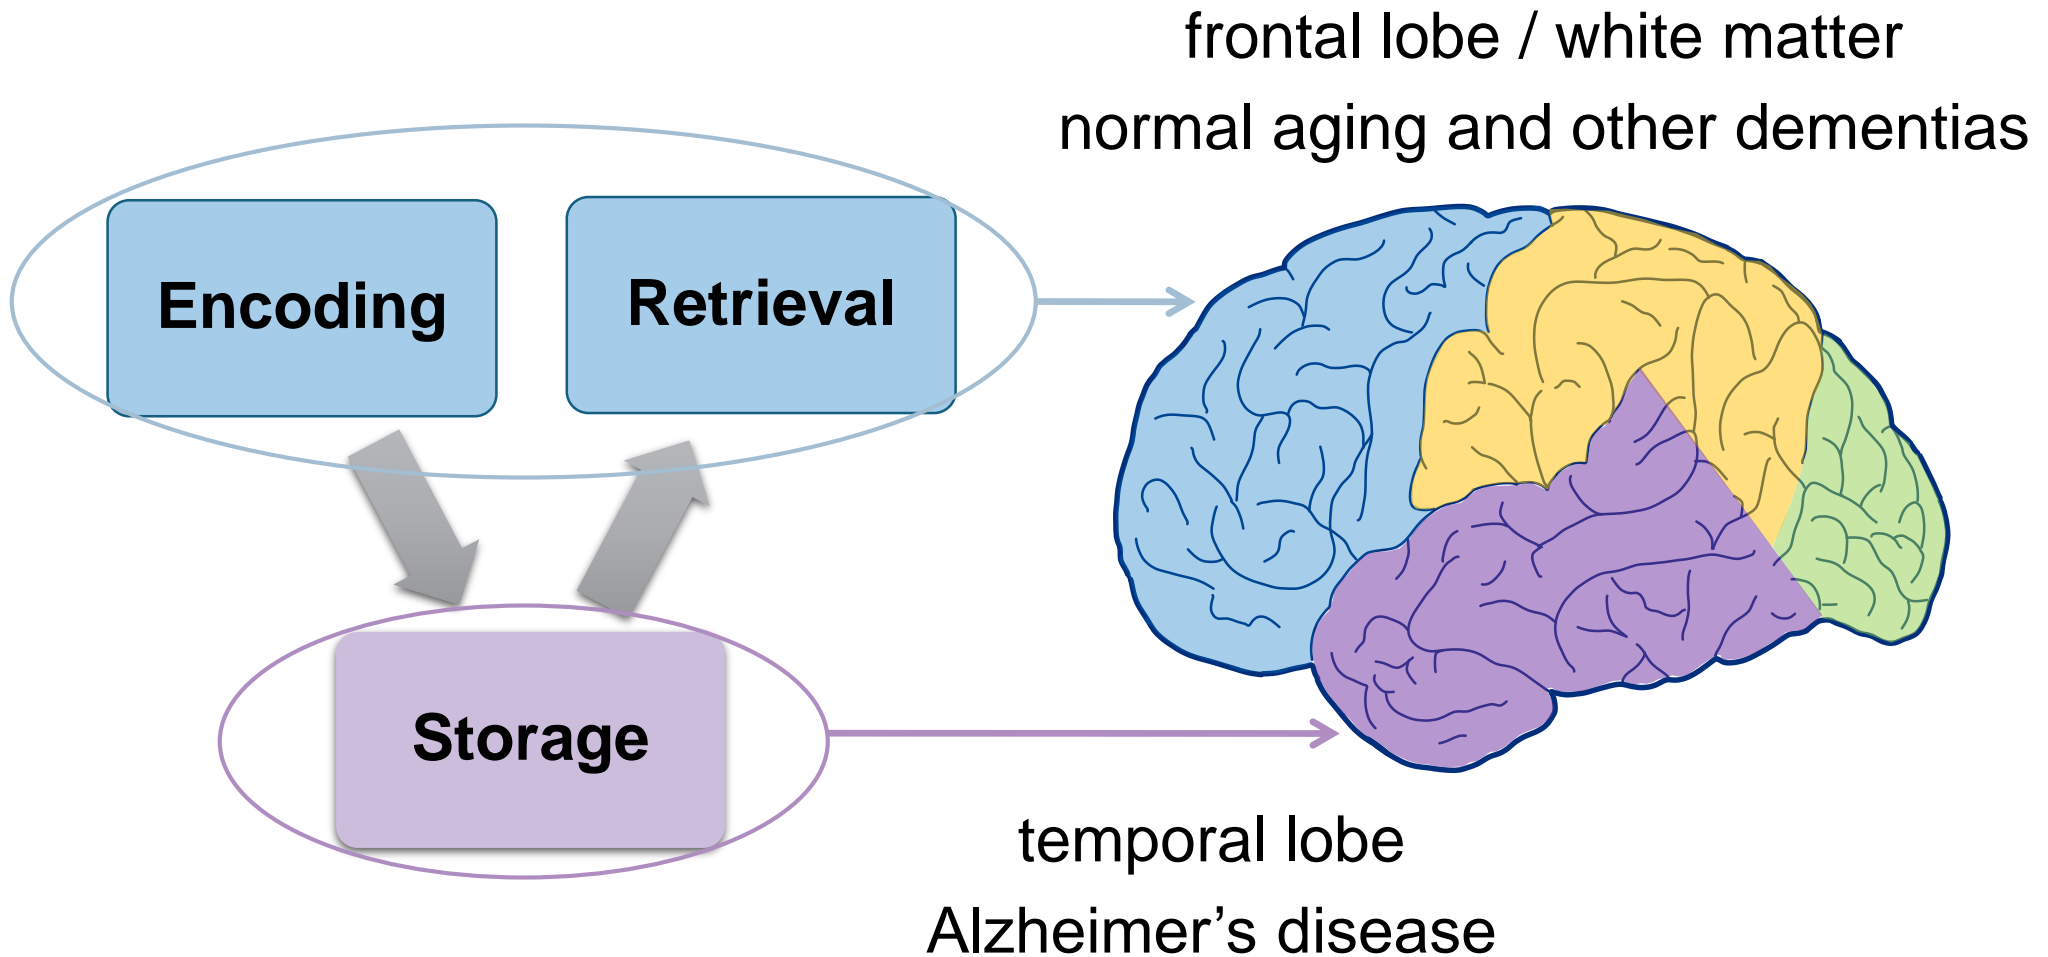 frontal lobe / white matter
normal aging and other dementias
Encoding
Retrieval
Storage
temporal lobe
Alzheimer’s disease